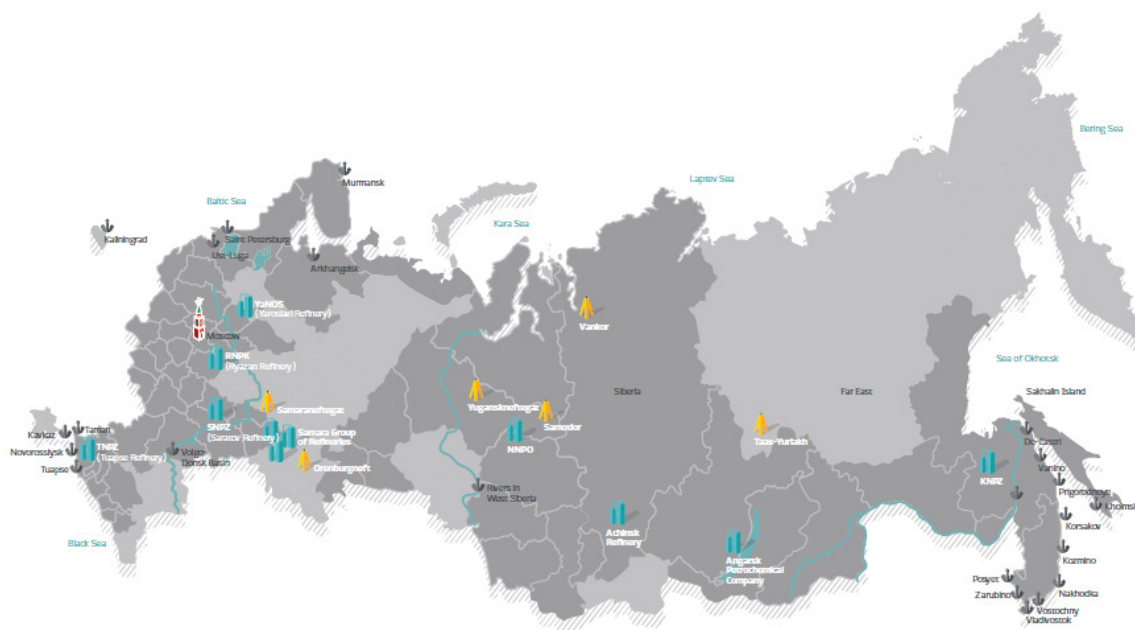 Bering Sea
Laptev Sea
Murmansk
Baltic Sea
Kara Sea
Kaliningrad
Saint Petersburg
Ust-Luga
Arkhangelsk
YaNOS
(Yaroslavl Refinery)
Vankor
Moscow
RNPK
(Ryazan Refinery)
Sea of Okhotsk
Siberia
Far East
Sakhalin Island
Samaraneftegaz
Yuganskneftegaz
Samotlor
SNPZ
(Saratov Refinery)
Samara Group
of Refineries
NNPO
Taas-Yuriakh
Taman
Kavkaz
Novorossiysk
TNPZ
(Tuapse Refinery)
Tuapse
Volgo-
Donsk Basin
Orenburgneft
De-Kastri
Vanino
KNPZ
Prigorodnoye
Kholmsk
Rivers in
West Siberia
Korsakov
Achinsk
Refinery
Black Sea
Angarsk
Petrochemical
Company
Kozmino
Posyet
Zarubino
Nakhodka
Vostochny
Vladivostok